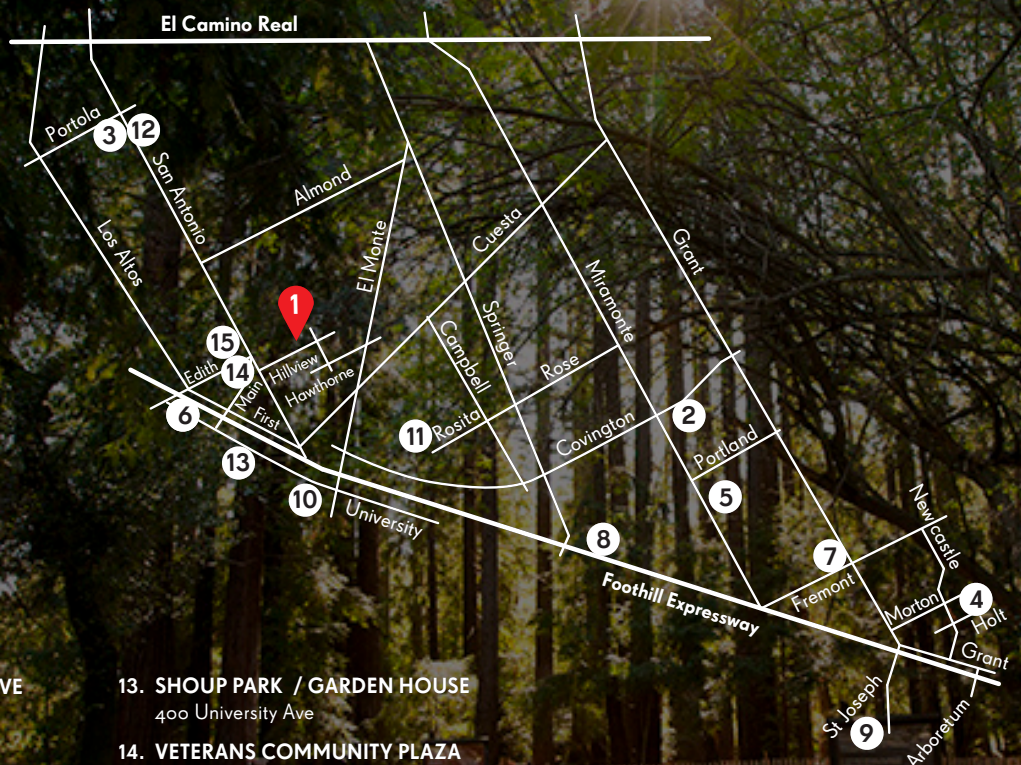 El Camino Real
Portola
3
12
San Antonio
Almond
Los Altos
El Monte
Cuesta
Grant
Miramonte
Springer
Campbell
1
15
14
Edith
Hillview
Main
Hawthorne
First
6
Rose
Rosita
11
Covington
2
Portland
5
13
10
University
8
Foothill Expressway
7
Fremont
Newcastle
Morton
4
Holt
Grant
St Joseph
9
Arboretum
VE
13. SHOUP PARK / GARDEN HOUSE
400 University Ave
14. VETERANS COMMUNITY PLAZA